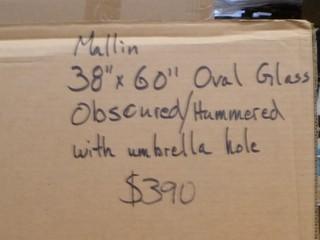 Mallin
38" x 60" Oval Glass
Obscured/Hammered
with umbrella hole
$390